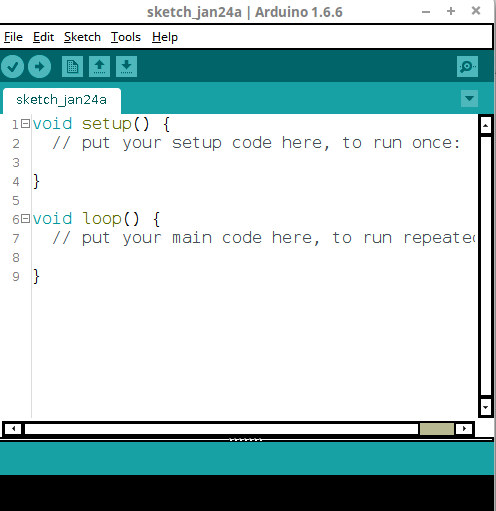 sketch_jan24a | Arduino 1.6.6
File Edit Sketch Tools Help
sketch_jan24a
1 void setup() {
2   // put your setup code here, to run once:
3
4 }
5
6 void loop() {
7   // put your main code here, to run repeated
8
9 }